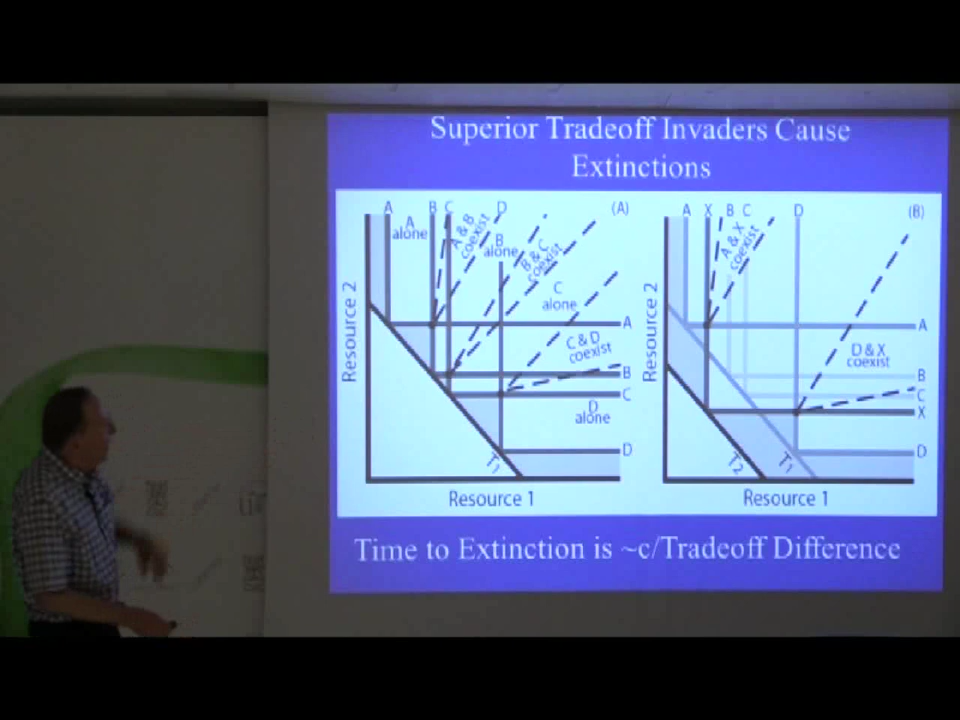 Superior Tradeoff Invaders Cause
Extinctions
A B C D (A)
A
alone
A & B
coexist
B
alone
B & C
coexist
C
alone
C & D
coexist
D
alone
A
B
C
D
T1
Resource 2
Resource 1
A X B C D (B)
A & X
coexist
D & X
coexist
A
B
C
X
D
T2 T1
Resource 2
Resource 1
Time to Extinction is ~c/Tradeoff Difference